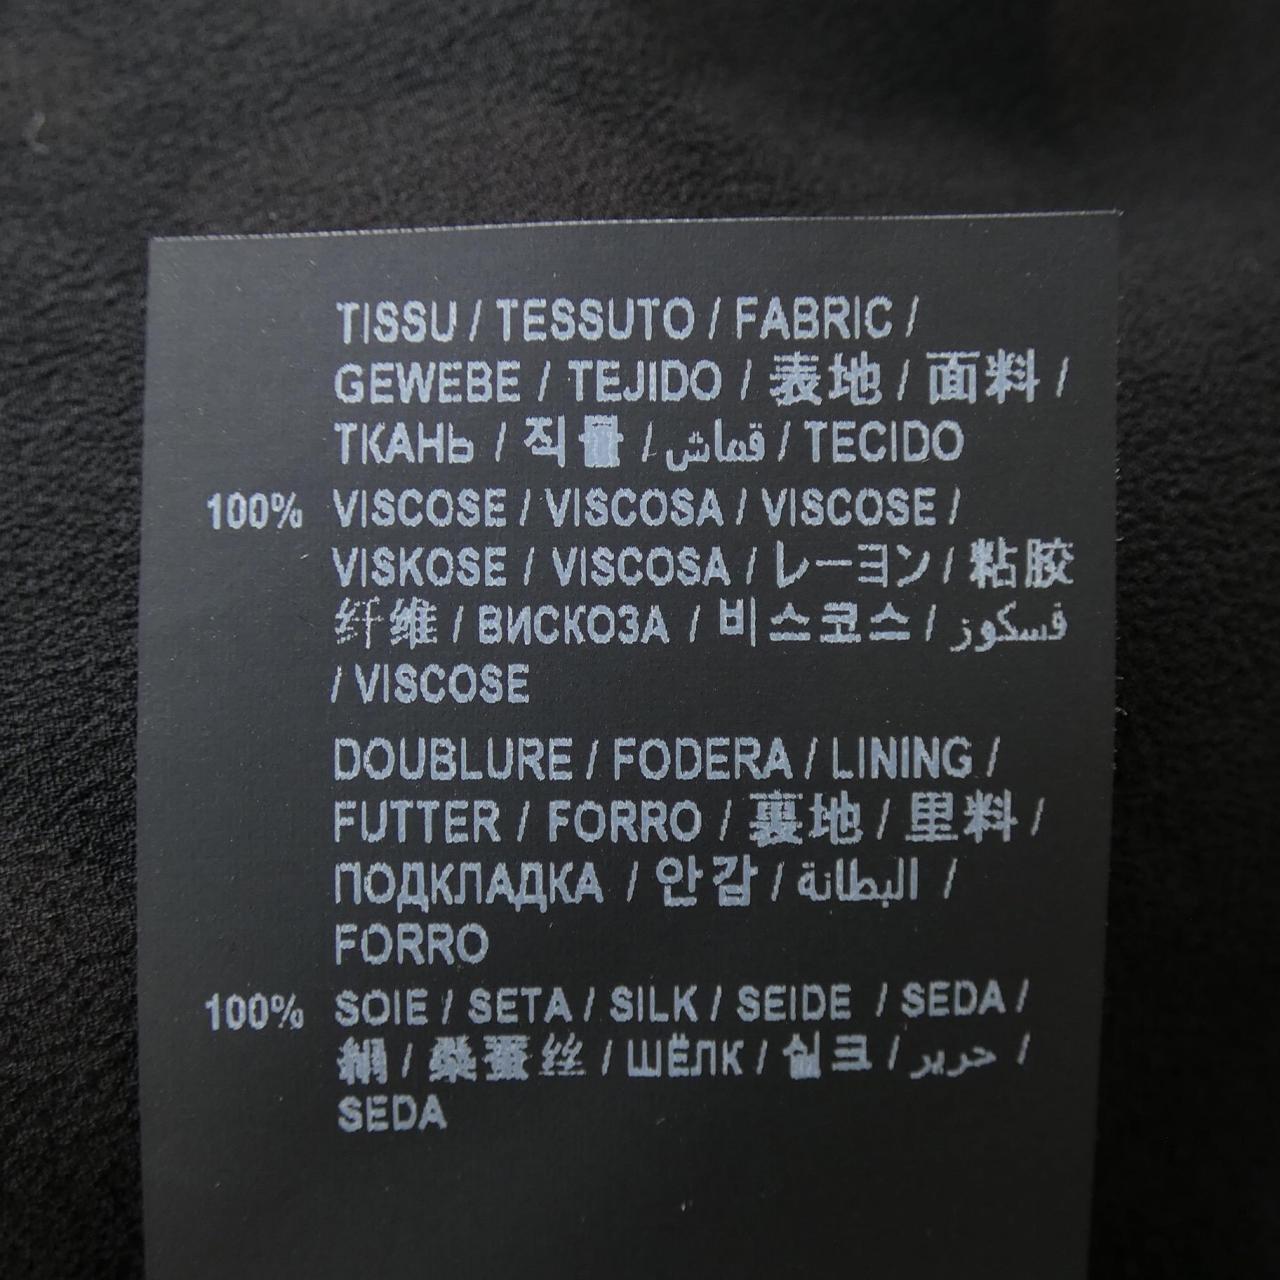 TISSU / TESSUTO / FABRIC /
GEWEBE / TEJIDO / 表地 / 面料 /
ТКАНЬ / 직물 / قماش / TECIDO
100% VISCOSE / VISCOSA / VISCOSE /
VISKOSE / VISCOSA / レーヨン / 粘胶
纤维 / ВИСКОЗА / 비스코스 / فسكوز
/ VISCOSE
DOUBLURE / FODERA / LINING /
FUTTER / FORRO / 裏地 / 里料 /
ПОДКЛАДКА / 안감 / البطانة /
FORRO
100% SOIE / SETA / SILK / SEIDE / SEDA /
絹 / 桑蚕丝 / ШЁЛК / 실크 / حرير /
SEDA